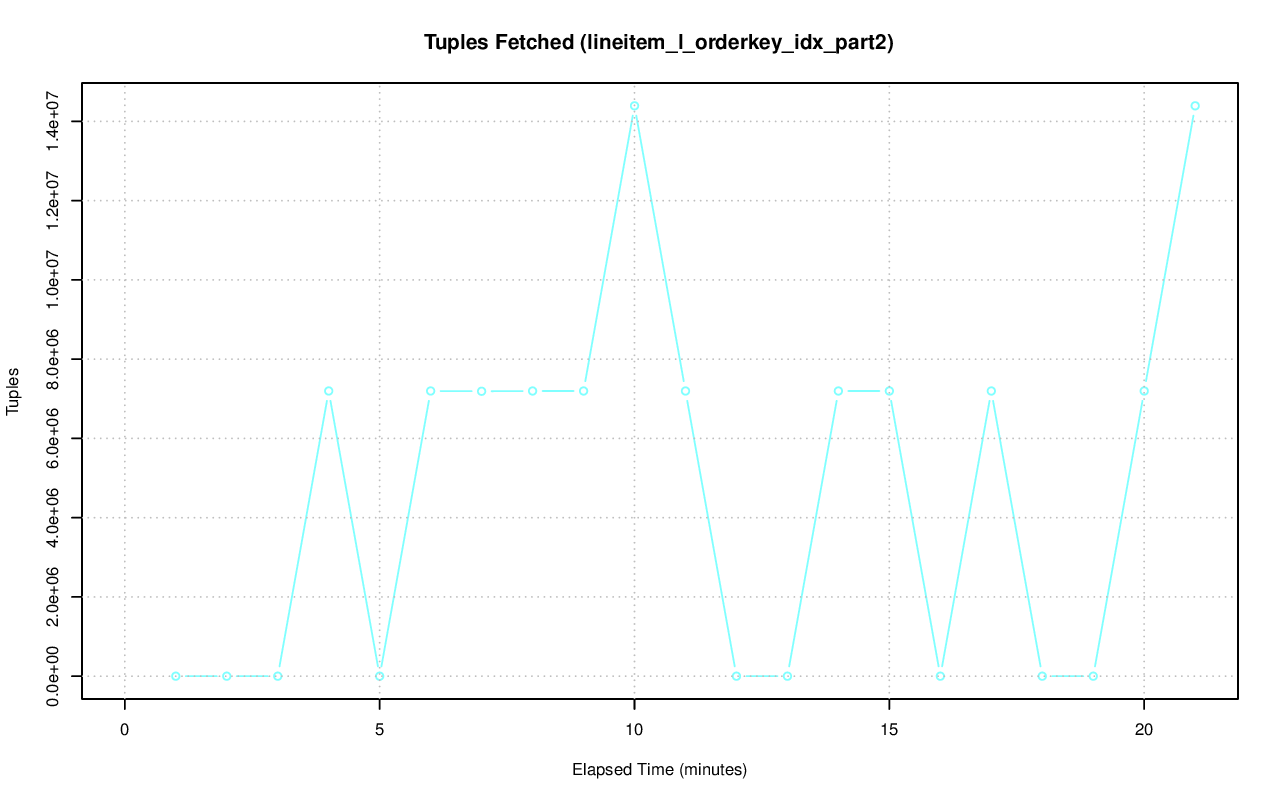 Tuples Fetched (lineitem_l_orderkey_idx_part2)
1.4e+07
1.2e+07
1.0e+07
8.0e+06
6.0e+06
4.0e+06
2.0e+06
0.0e+00
Tuples
0 5 10 15 20
Elapsed Time (minutes)